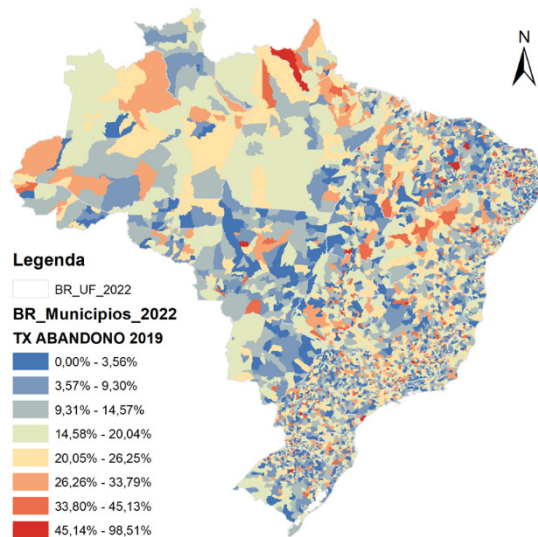 N
Legenda
BR_UF_2022
BR_Municipios_2022
TX ABANDONO 2019
0,00% - 3,56%
3,57% - 9,30%
9,31% - 14,57%
14,58% - 20,04%
20,05% - 26,25%
26,26% - 33,79%
33,80% - 45,13%
45,14% - 98,51%